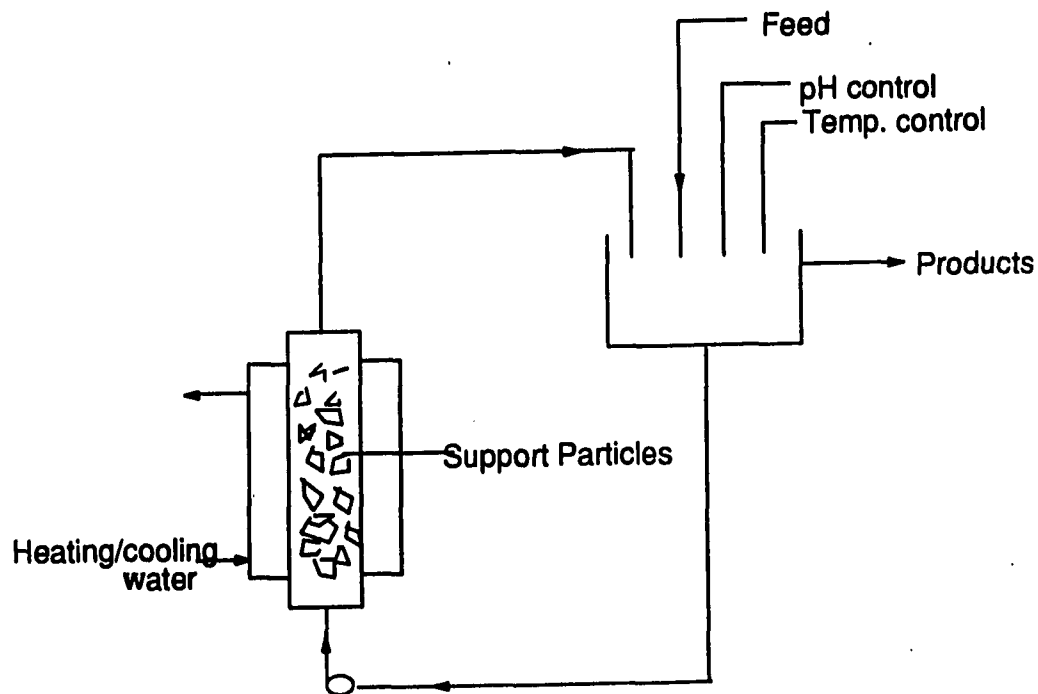 Feed
pH control
Temp. control
Products
Support Particles
Heating/cooling
water